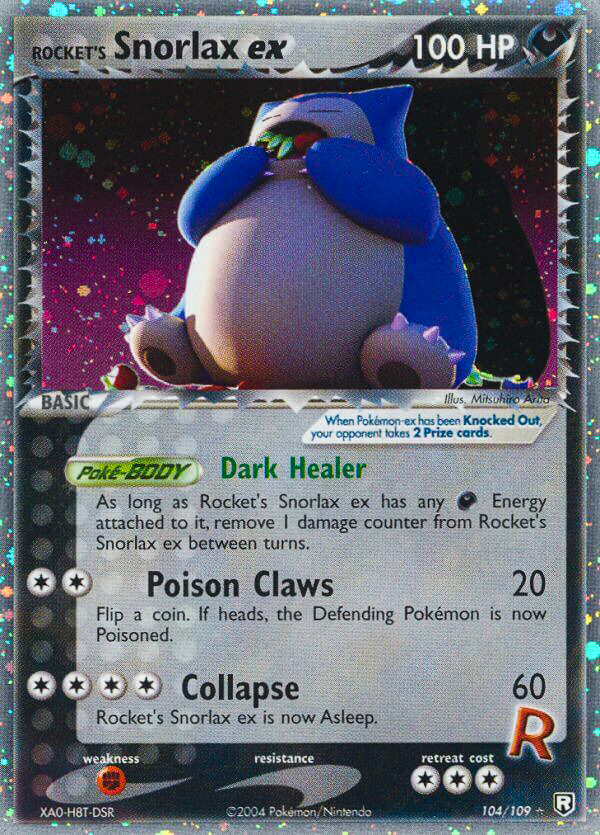 ROCKET'S Snorlax ex 100 HP
BASIC
Illus. Mitsuhiro Arita
When Pokémon-ex has been Knocked Out,
your opponent takes 2 Prize cards.
Poké-BODY Dark Healer
As long as Rocket's Snorlax ex has any Energy
attached to it, remove 1 damage counter from Rocket's
Snorlax ex between turns.
Poison Claws 20
Flip a coin. If heads, the Defending Pokémon is now
Poisoned.
Collapse 60
Rocket's Snorlax ex is now Asleep.
R
weakness resistance retreat cost
XA0-H8T-DSR ©2004 Pokémon/Nintendo 104/109 R